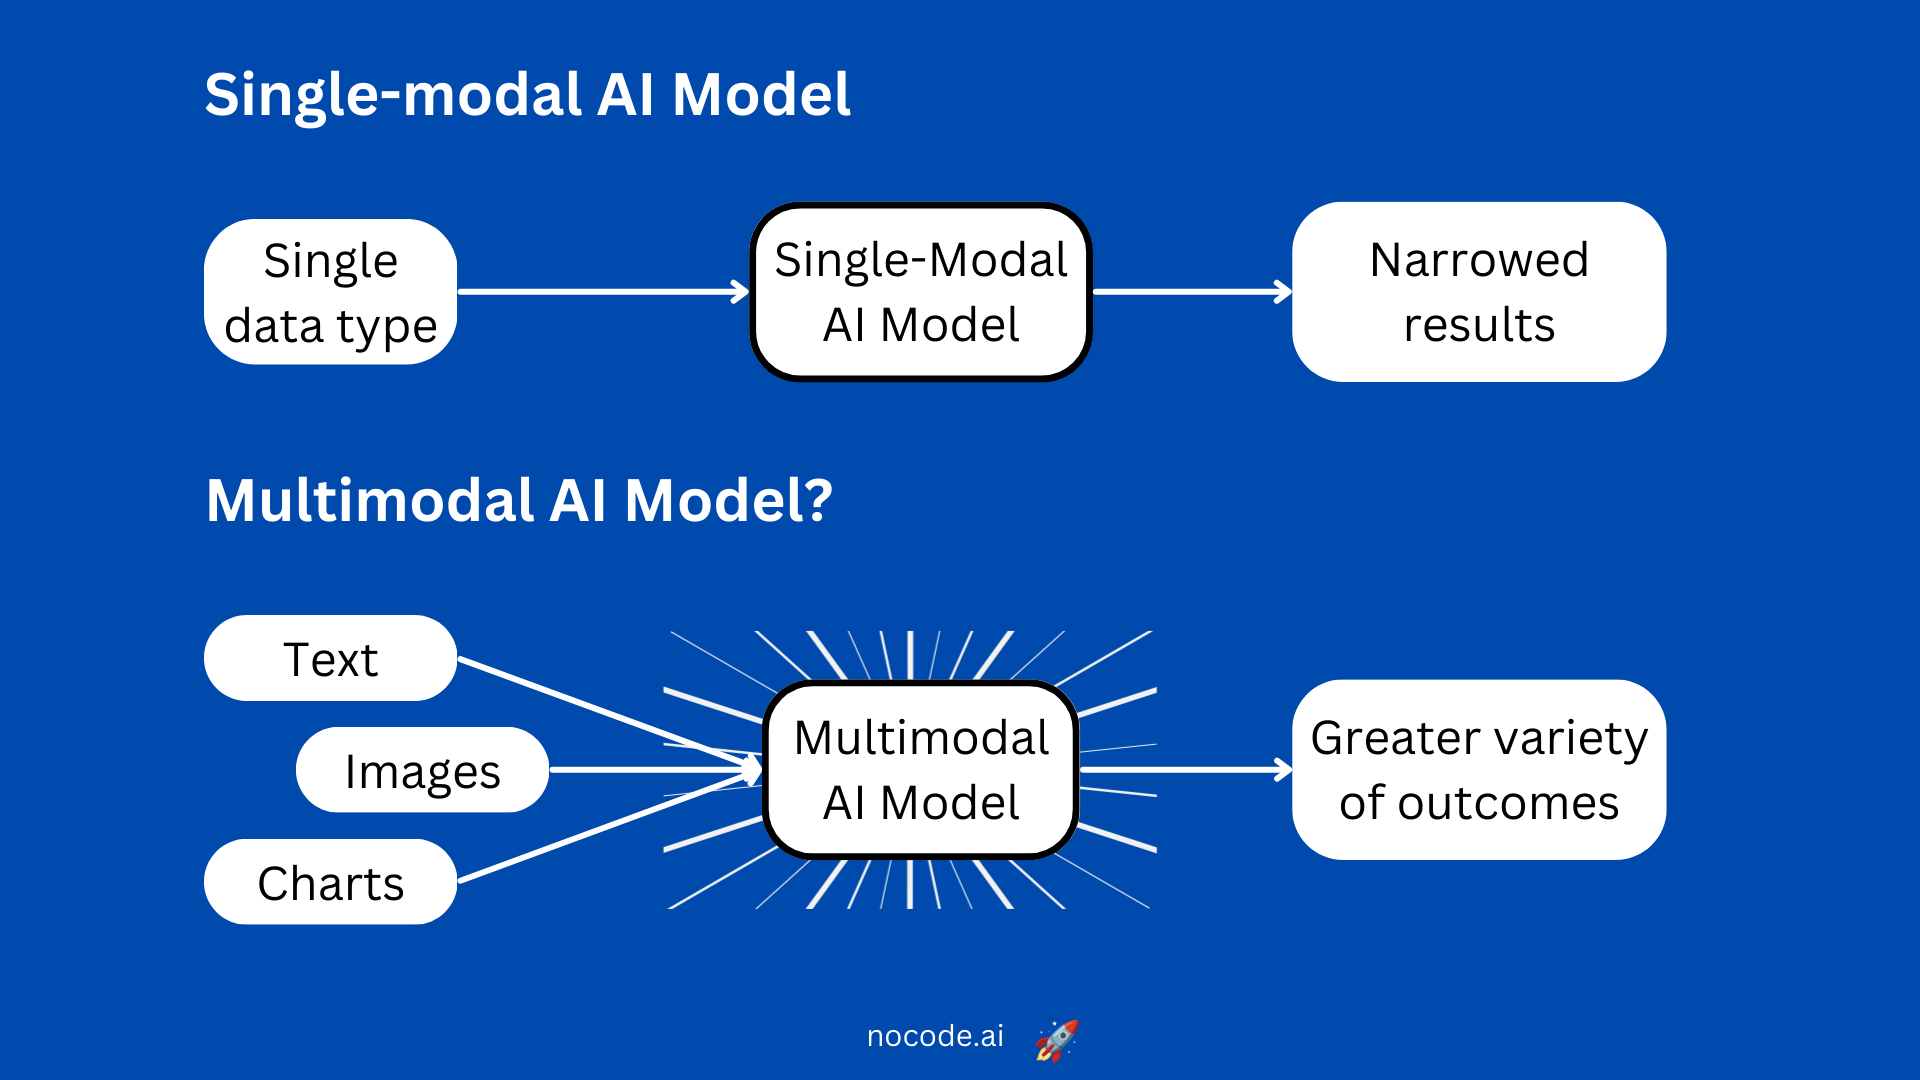 Single-modal AI Model
Single
data type
Single-Modal
AI Model
Narrowed
results
Multimodal AI Model?
Text
Images
Charts
Multimodal
AI Model
Greater variety
of outcomes
nocode.ai